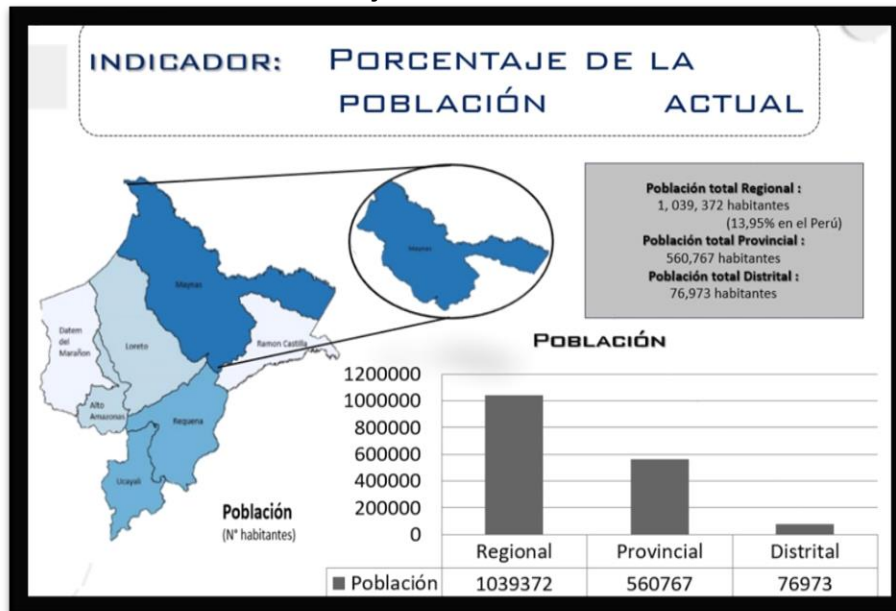 INDICADOR: PORCENTAJE DE LA
POBLACIÓN ACTUAL
Maynas
Maynas
Datem
del
Marañon
Loreto
Ramon Castilla
Alto
Amazonas
Requena
Ucayali
Población
(N° habitantes)
Población total Regional :
1, 039, 372 habitantes
(13,95% en el Perú)
Población total Provincial :
560,767 habitantes
Población total Distrital :
76,973 habitantes
POBLACIÓN
1200000
1000000
800000
600000
400000
200000
0
Regional Provincial Distrital
Población 1039372 560767 76973